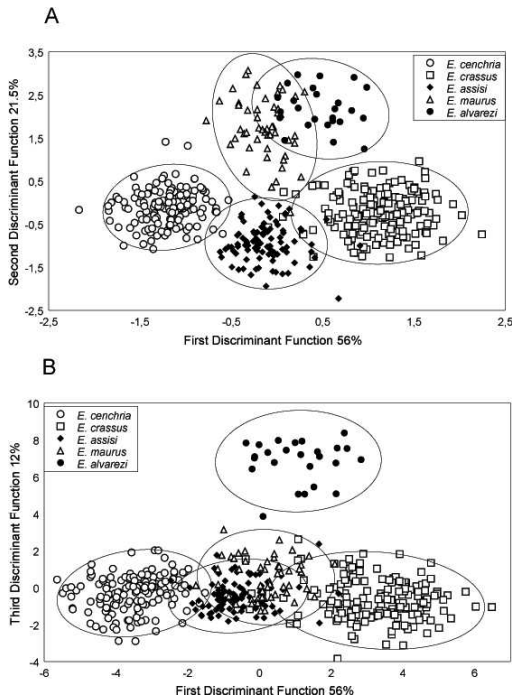 A
3,5
2,5
1,5
0,5
-0,5
-1,5
-2,5
-2,5
-1,5
-0,5
0,5
1,5
2,5
Second Discriminant Function 21.5%
First Discriminant Function 56%
E. cenchria
E. crassus
E. assisi
E. maurus
E. alvarezi
B
10
8
6
4
2
0
-2
-4
-6
-4
-2
0
2
4
6
Third Discriminant Function 12%
First Discriminant Function 56%
E. cenchria
E. crassus
E. assisi
E. maurus
E. alvarezi